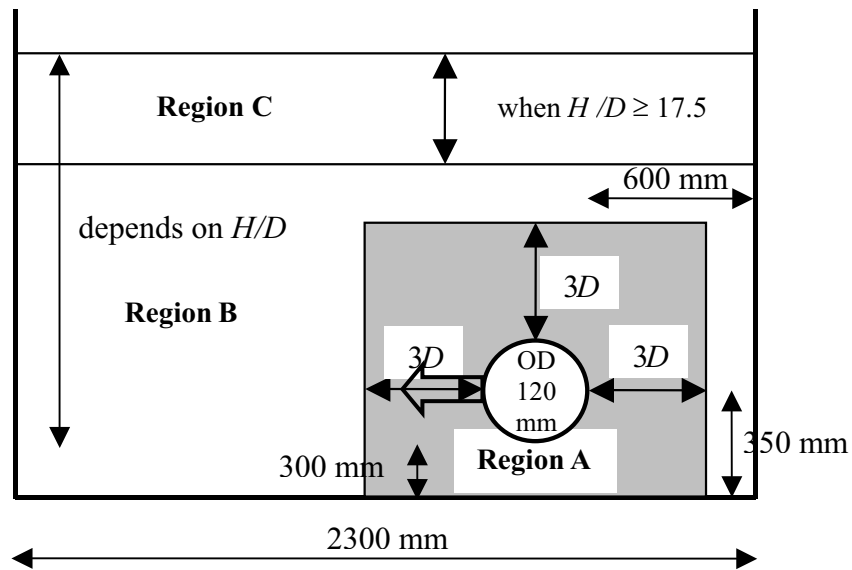 Region C
when H /D ≥ 17.5
600 mm
depends on H/D
3D
Region B
3D
OD
120
mm
3D
350 mm
300 mm
Region A
2300 mm